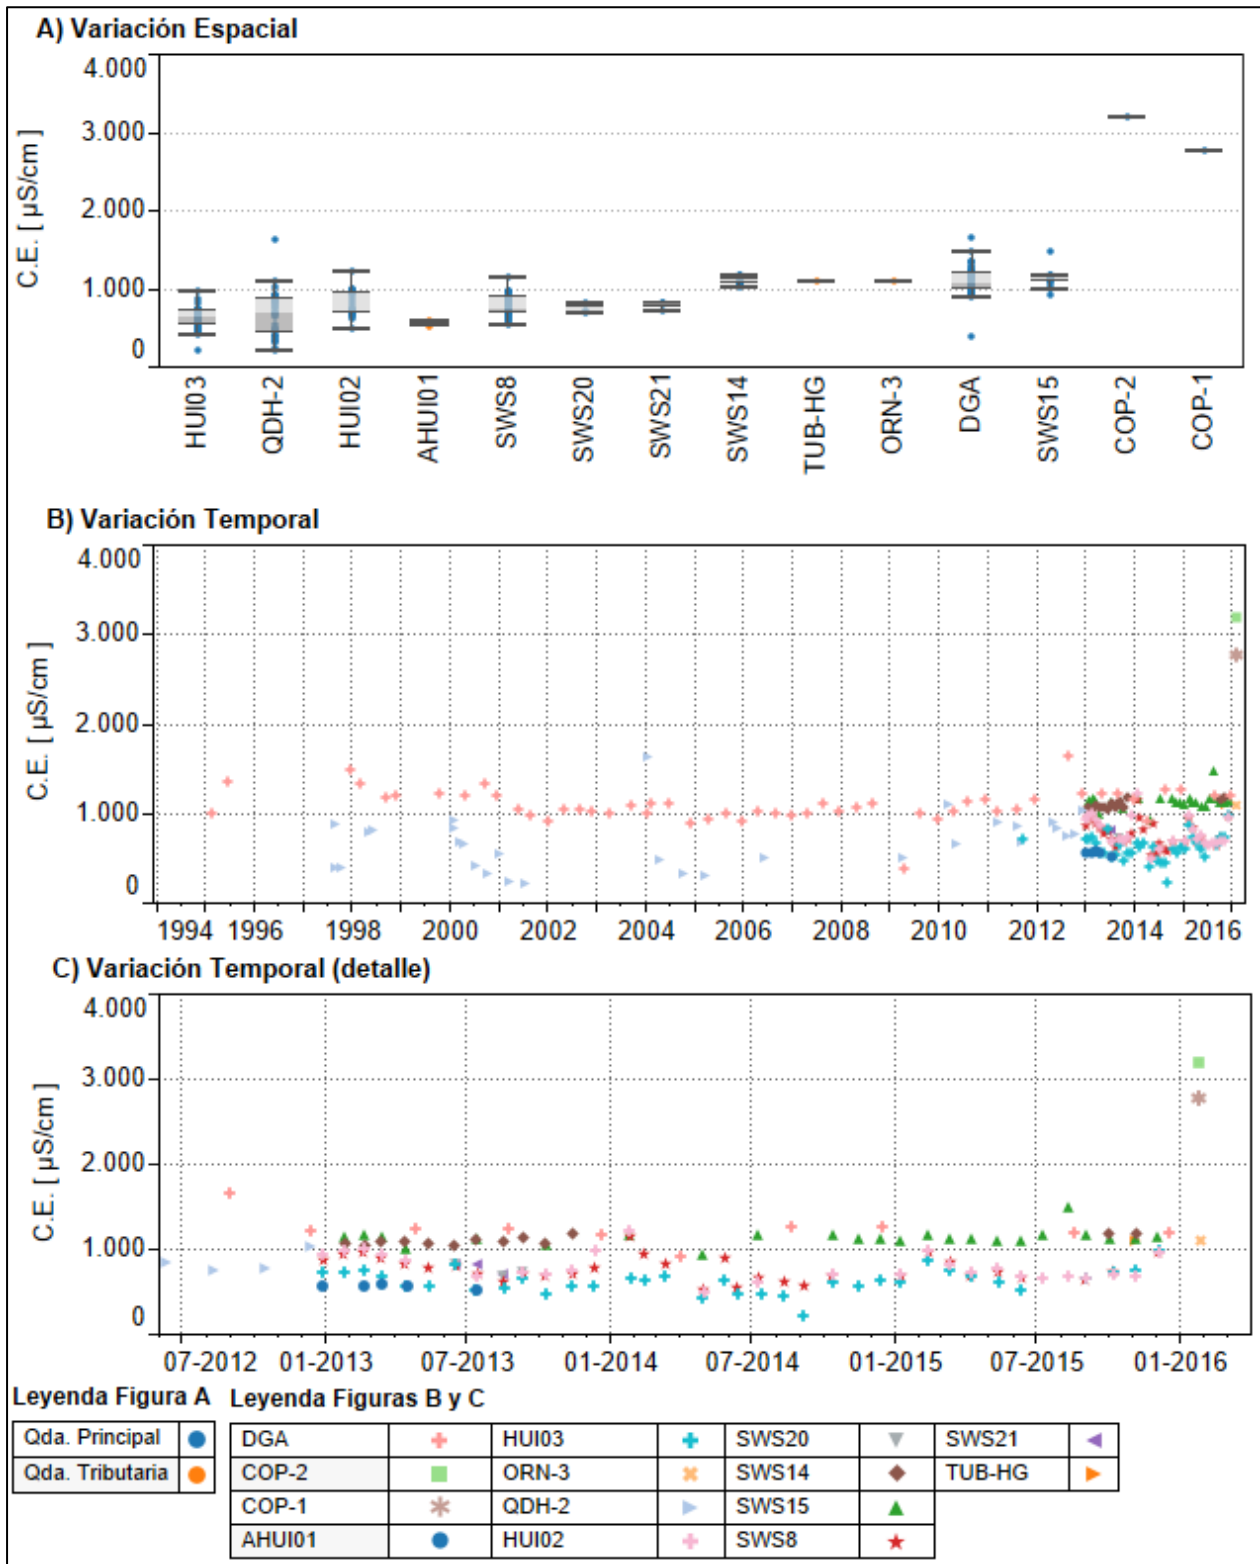 A) Variación Espacial
4.000
3.000
2.000
1.000
0
C.E. [ µS/cm ]
HUI03
QDH-2
HUI02
AHUI01
SWS8
SWS20
SWS21
SWS14
TUB-HG
ORN-3
DGA
SWS15
COP-2
COP-1
B) Variación Temporal
4.000
3.000
2.000
1.000
0
C.E. [ µS/cm ]
1994 1996 1998 2000 2002 2004 2006 2008 2010 2012 2014 2016
C) Variación Temporal (detalle)
4.000
3.000
2.000
1.000
0
C.E. [ µS/cm ]
07-2012 01-2013 07-2013 01-2014 07-2014 01-2015 07-2015 01-2016
Leyenda Figura A
Qda. Principal
Qda. Tributaria
Leyenda Figuras B y C
DGA HUI03 SWS20 SWS21
COP-2 ORN-3 SWS14 TUB-HG
COP-1 QDH-2 SWS15
AHUI01 HUI02 SWS8